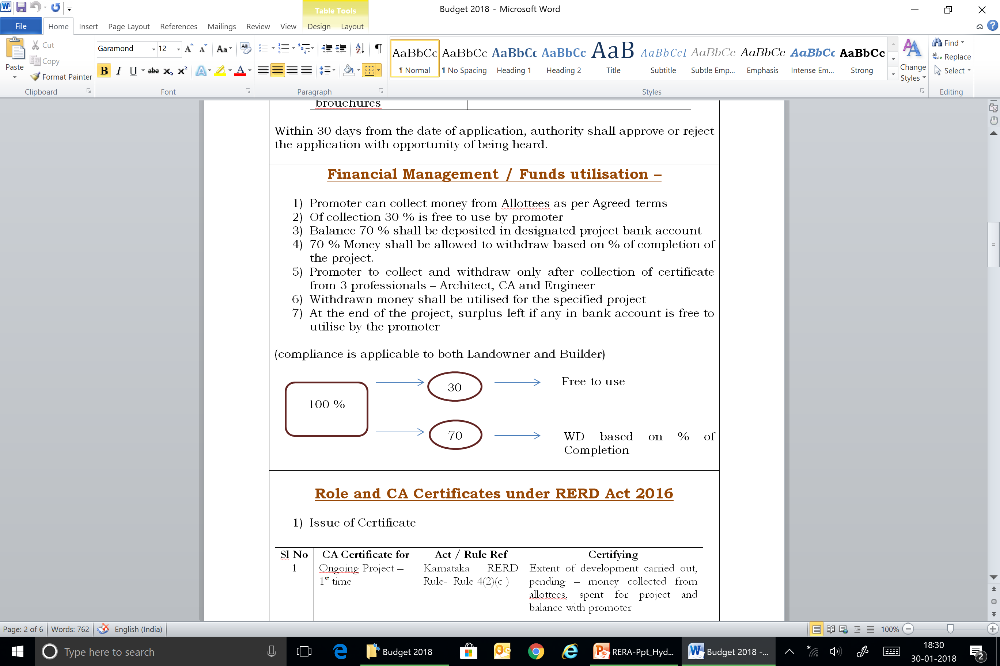 Table Tools
Budget 2018 - Microsoft Word
File Home Insert Page Layout References Mailings Review View Design Layout
Paste
Cut
Copy
Format Painter
Clipboard
Garamond 12
Font
Paragraph
AaBbCc AaBbCc AaBbCc AaBbCc AaB AaBbCcl AaBbCc AaBbCc AaBbCc AaBbCc
¶ Normal ¶ No Spacing Heading 1 Heading 2 Title Subtitle Subtle Emp... Emphasis Intense Em... Strong
Styles
Change
Styles
Find
Replace
Select
Editing
brouchures
Within 30 days from the date of application, authority shall approve or reject
the application with opportunity of being heard.
Financial Management / Funds utilisation –
1) Promoter can collect money from Allottees as per Agreed terms
2) Of collection 30 % is free to use by promoter
3) Balance 70 % shall be deposited in designated project bank account
4) 70 % Money shall be allowed to withdraw based on % of completion of
the project.
5) Promoter to collect and withdraw only after collection of certificate
from 3 professionals – Architect, CA and Engineer
6) Withdrawn money shall be utilised for the specified project
7) At the end of the project, surplus left if any in bank account is free to
utilise by the promoter
(compliance is applicable to both Landowner and Builder)
100 %
30
Free to use
70
WD based on % of
Completion
Role and CA Certificates under RERD Act 2016
1) Issue of Certificate
Sl No CA Certificate for Act / Rule Ref Certifying
1 Ongoing Project – Karnataka RERD Extent of development carried out,
1st time Rule- Rule 4(2)(c ) pending – money collected from
allottees, spent for project and
balance with promoter
Page: 2 of 6 Words: 762 English (India) 100%
Type here to search
Budget 2018
RERA-Ppt_Hyd...
Budget 2018 -...
18:30
30-01-2018
2